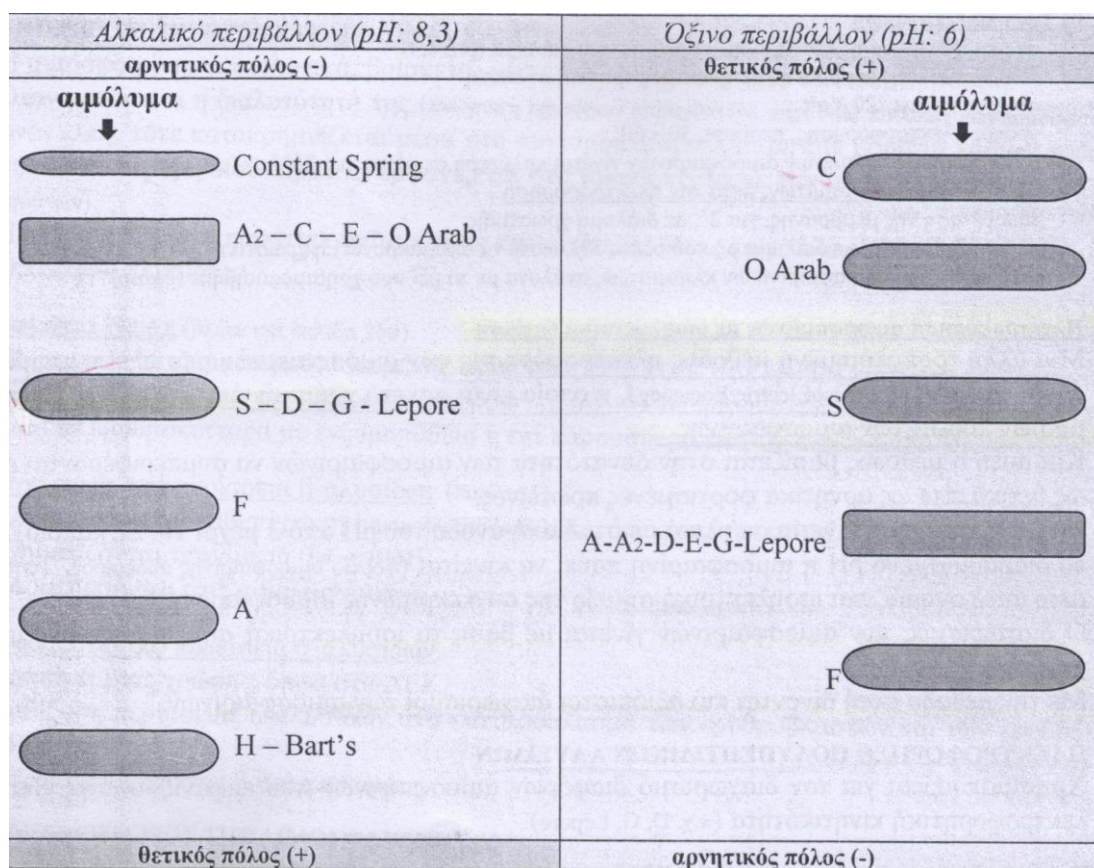 Αλκαλικό περιβάλλον (pH: 8,3)
αρνητικός πόλος (-)
αιμόλυμα
Constant Spring
A₂ – C – E – O Arab
S – D – G – Lepore
F
A
H – Bart's
θετικός πόλος (+)
Όξινο περιβάλλον (pH: 6)
θετικός πόλος (+)
αιμόλυμα
C
O Arab
S
A-A₂-D-E-G-Lepore
F
αρνητικός πόλος (-)